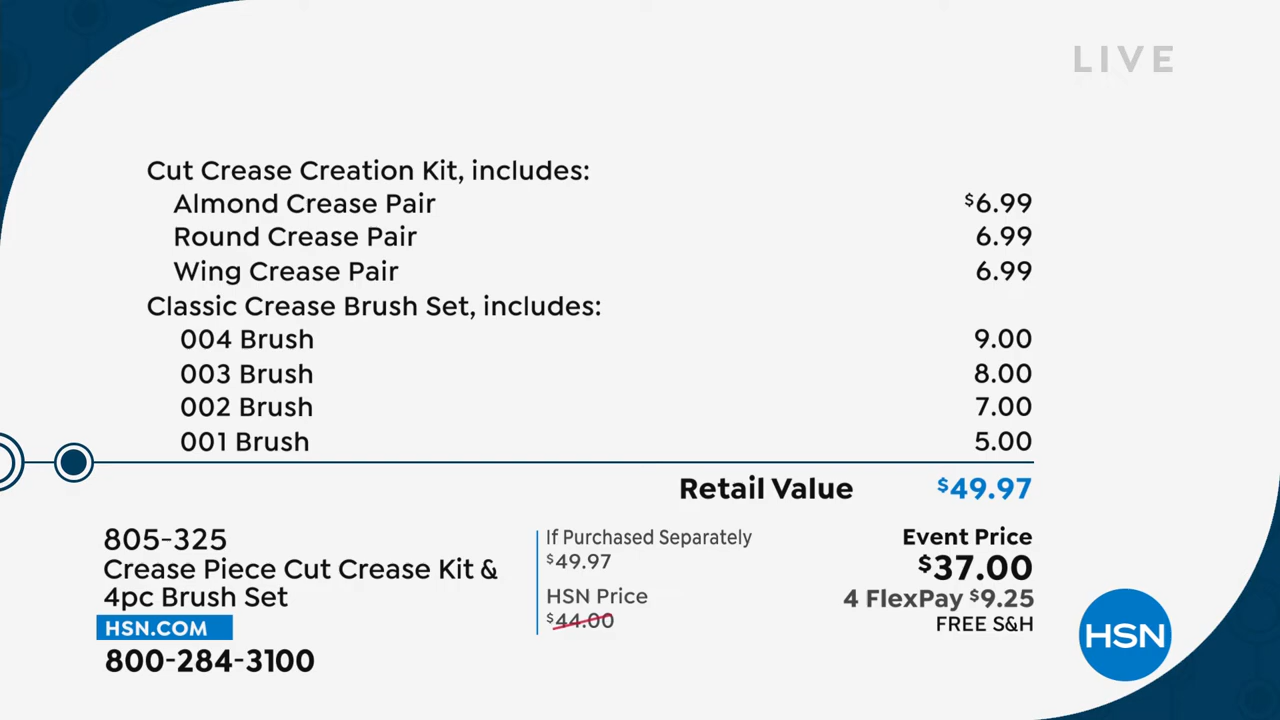 LIVE
Cut Crease Creation Kit, includes:
Almond Crease Pair $6.99
Round Crease Pair 6.99
Wing Crease Pair 6.99
Classic Crease Brush Set, includes:
004 Brush 9.00
003 Brush 8.00
002 Brush 7.00
001 Brush 5.00
Retail Value $49.97
805-325
Crease Piece Cut Crease Kit &
4pc Brush Set
HSN.COM
800-284-3100
If Purchased Separately
$49.97
HSN Price
$44.00
Event Price
$37.00
4 FlexPay $9.25
FREE S&H
HSN